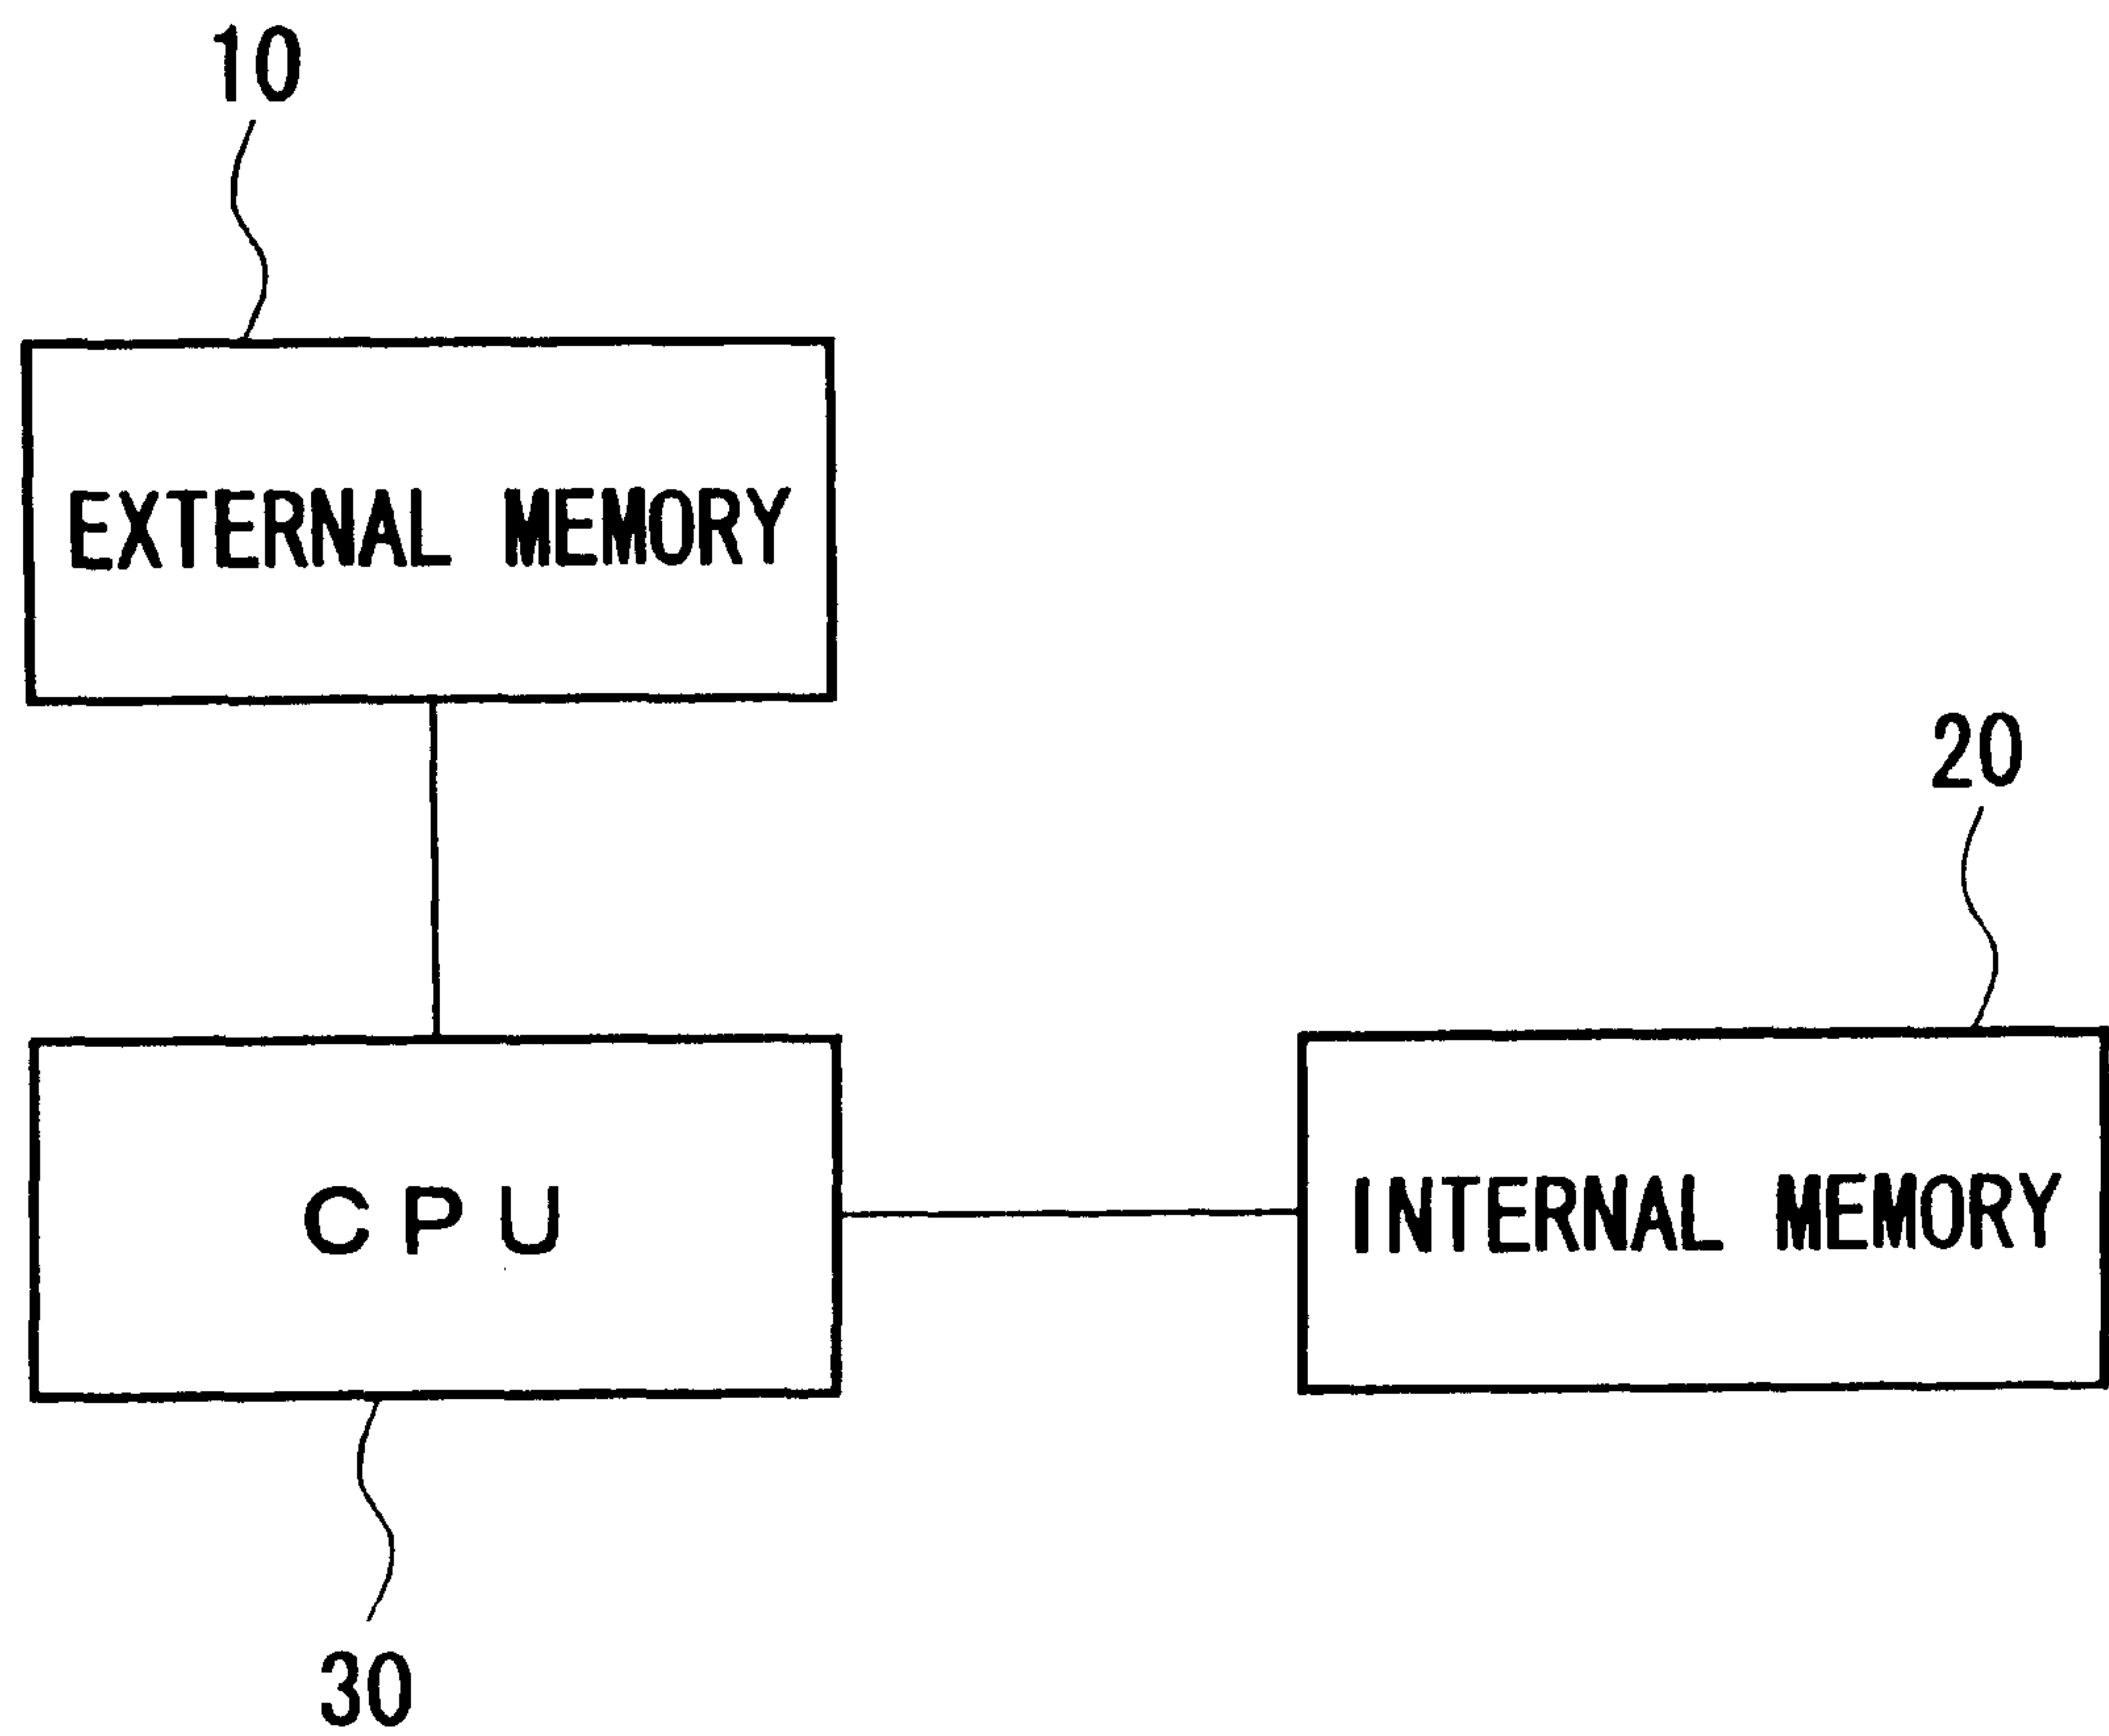 10
EXTERNAL MEMORY
20
CPU
INTERNAL MEMORY
30